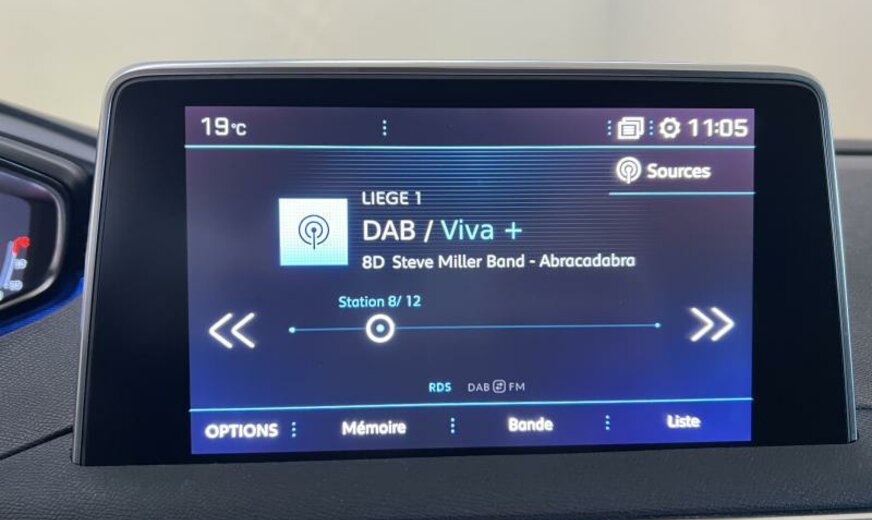 19°C
11:05
Sources
LIEGE 1
DAB / Viva +
8D Steve Miller Band - Abracadabra
Station 8/ 12
RDS DAB FM
OPTIONS Mémoire Bande Liste